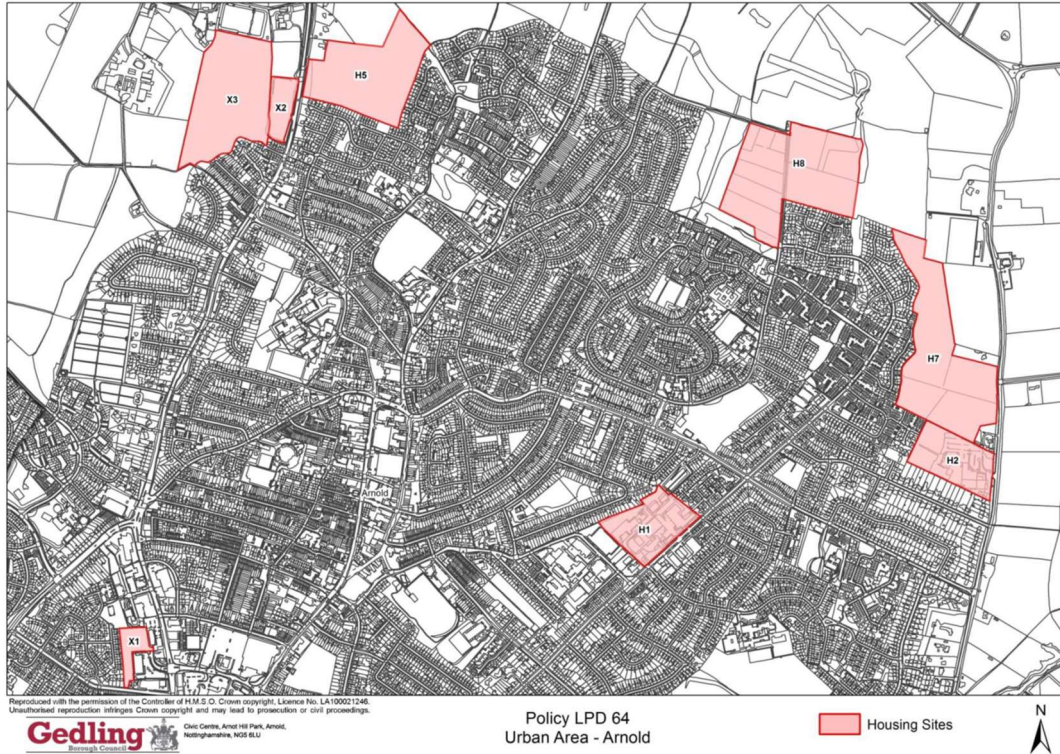 H5
X3
X2
H8
H7
H2
Arnold
H1
X1
Reproduced with the permission of the Controller of H.M.S.O. Crown copyright, Licence No. LA100021246.
Unauthorised reproduction infringes Crown copyright and may lead to prosecution or civil proceedings.
Gedling
Borough Council
Civic Centre, Arnot Hill Park, Arnold,
Nottinghamshire, NG5 6LU
Policy LPD 64
Urban Area - Arnold
Housing Sites
N